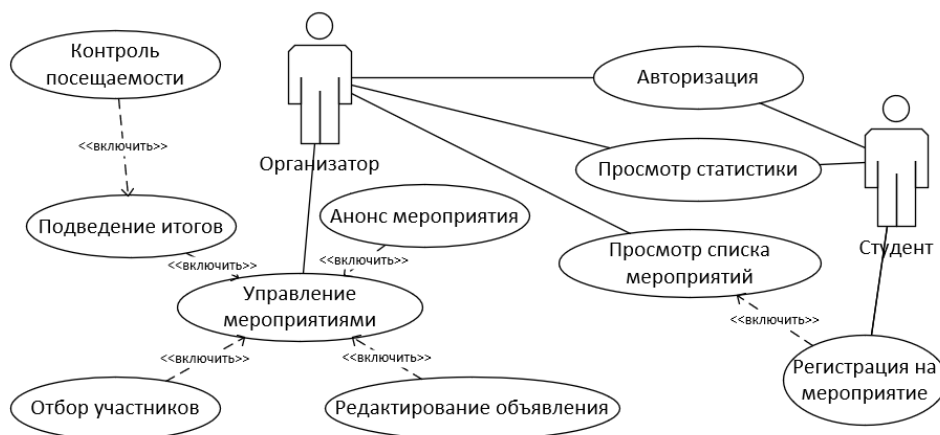 Контроль
посещаемости
Авторизация
<<включить>>
Организатор
Просмотр статистики
Подведение итогов
Анонс мероприятия
Просмотр списка
мероприятий
Студент
<<включить>>
<<включить>>
Управление
мероприятиями
<<включить>>
<<включить>>
<<включить>>
Регистрация на
мероприятие
Отбор участников
Редактирование объявления